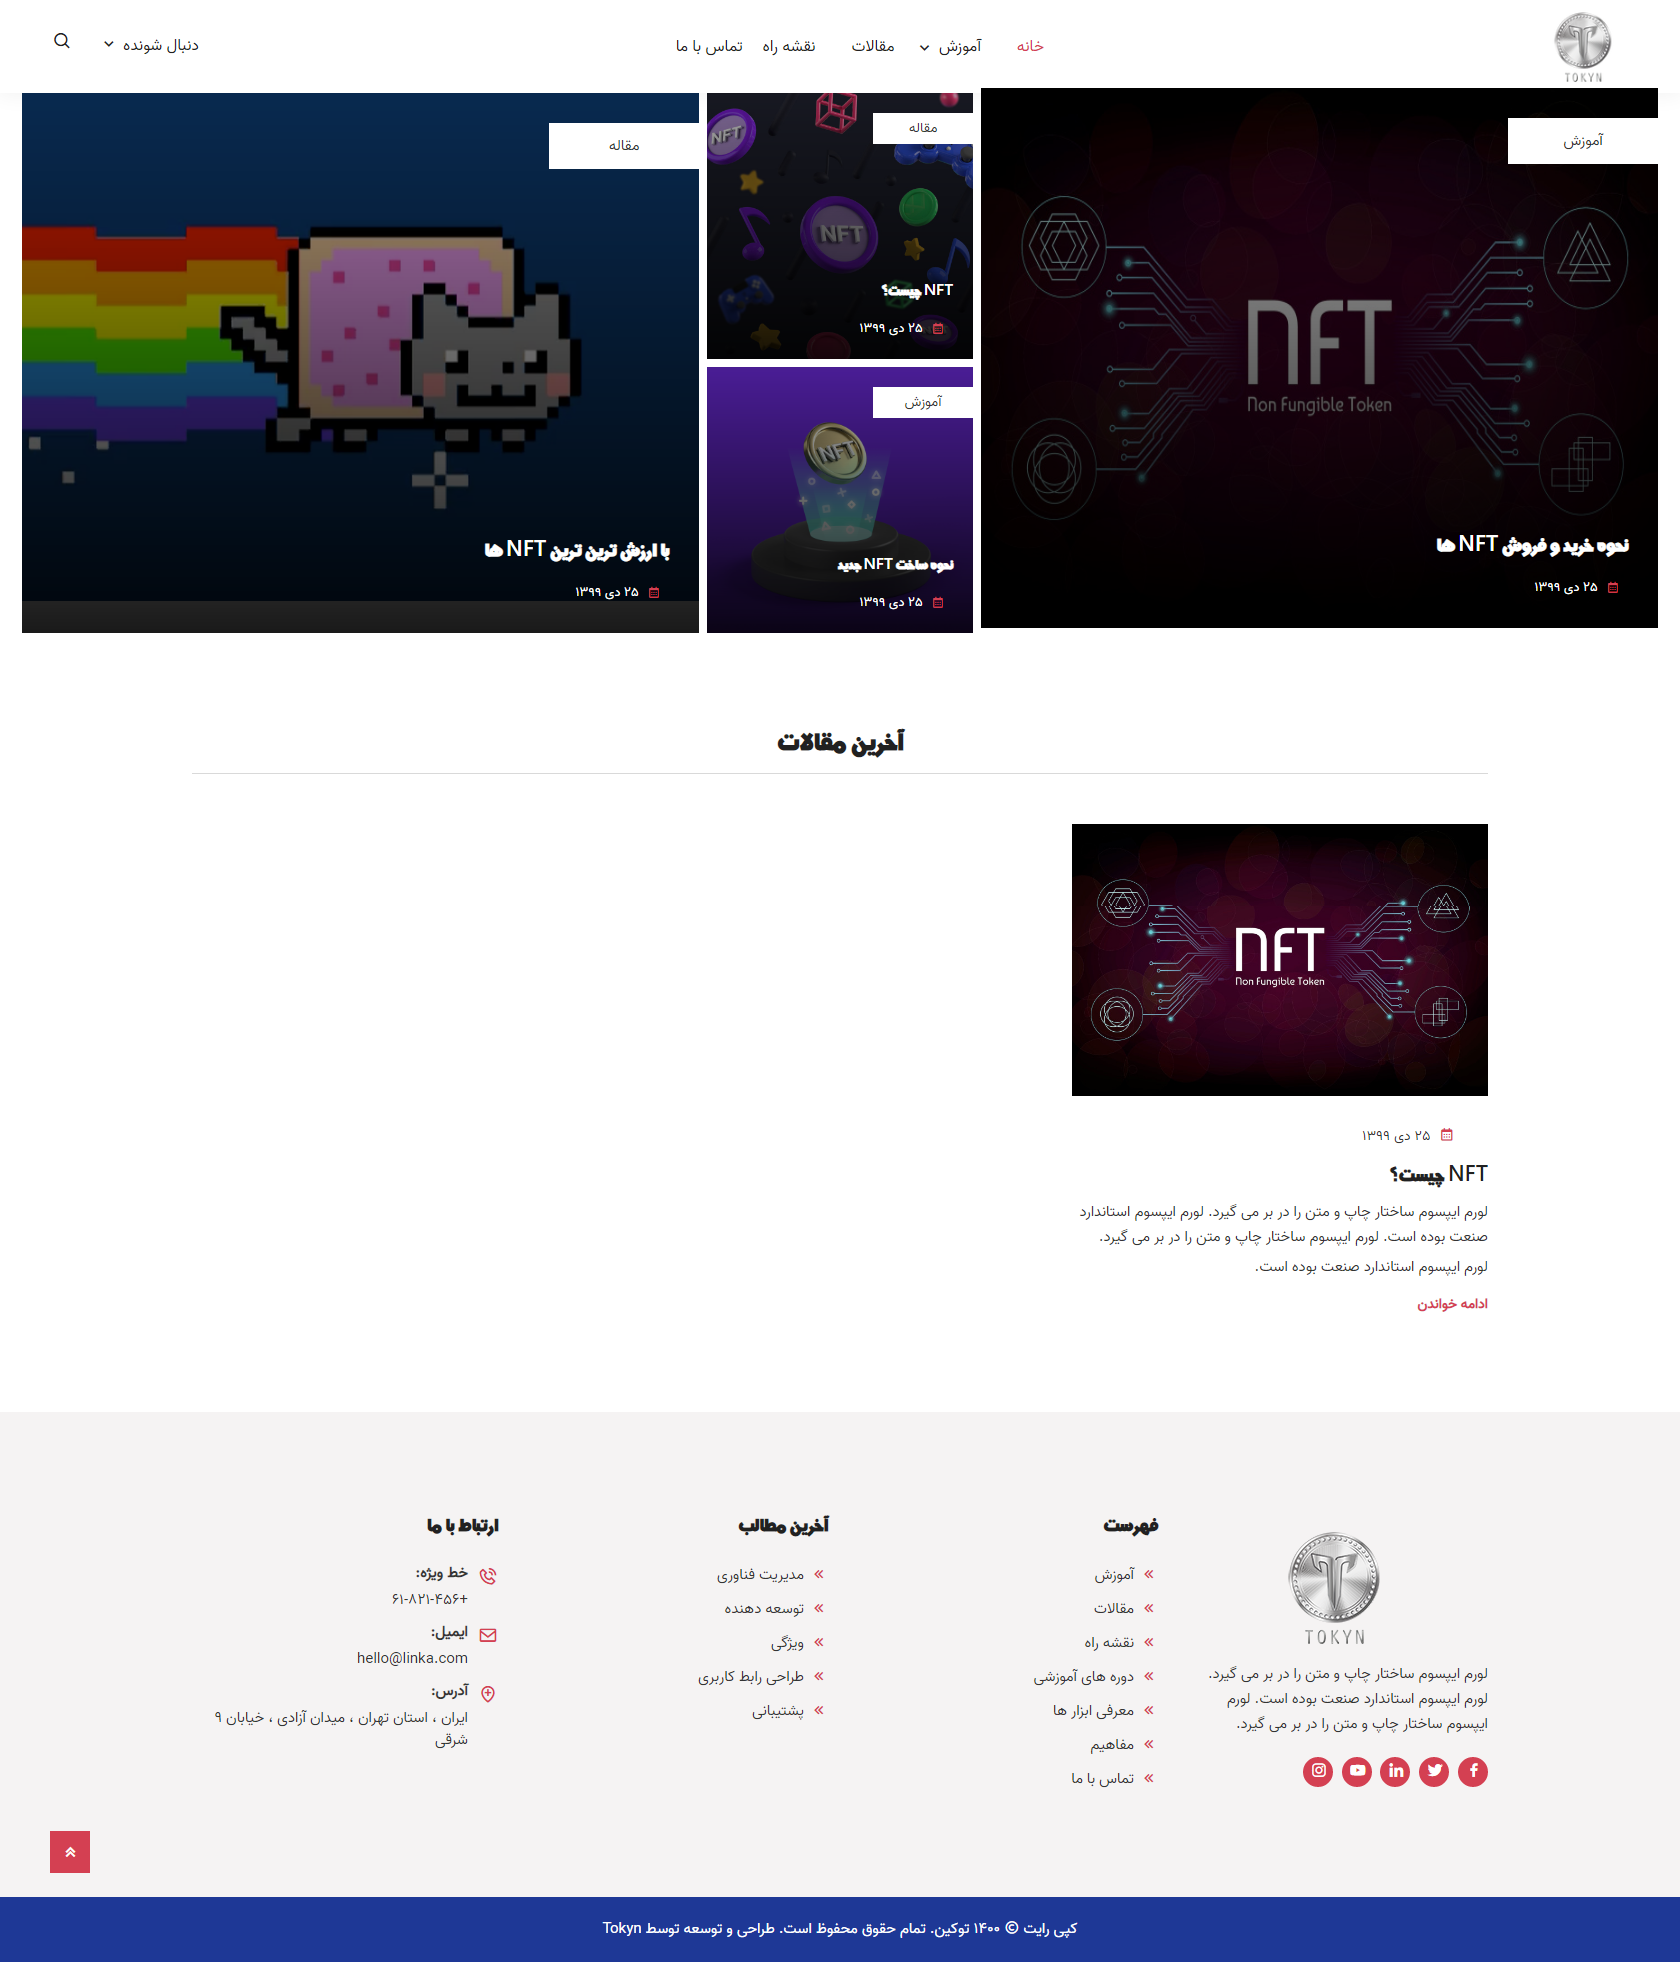 TOKYN
خانه
آموزش
مقالات
نقشه راه
تماس با ما
دنبال شونده
آموزش
NFT
Non Fungible Token
نحوه خرید و فروش NFT ها
۲۵ دی ۱۳۹۹
مقاله
NFT
NFT
NFT چیست؟
۲۵ دی ۱۳۹۹
آموزش
NFT
نحوه ساخت NFT جدید
۲۵ دی ۱۳۹۹
مقاله
با ارزش ترین ترین NFT ها
۲۵ دی ۱۳۹۹
آخرین مقالات
NFT
Non Fungible Token
۲۵ دی ۱۳۹۹
NFT چیست؟
لورم ایپسوم ساختار چاپ و متن را در بر می گیرد. لورم ایپسوم استاندارد
صنعت بوده است. لورم ایپسوم ساختار چاپ و متن را در بر می گیرد.
لورم ایپسوم استاندارد صنعت بوده است.
ادامه خواندن
TOKYN
لورم ایپسوم ساختار چاپ و متن را در بر می گیرد.
لورم ایپسوم استاندارد صنعت بوده است. لورم
ایپسوم ساختار چاپ و متن را در بر می گیرد.
فهرست
آموزش
مقالات
نقشه راه
دوره های آموزشی
معرفی ابزار ها
مفاهیم
تماس با ما
آخرین مطالب
مدیریت فناوری
توسعه دهنده
ویژگی
طراحی رابط کاربری
پشتیبانی
ارتباط با ما
خط ویژه:
+۶۱-۸۲۱-۴۵۶
ایمیل:
hello@linka.com
آدرس:
ایران ، استان تهران ، میدان آزادی ، خیابان ۹
شرقی
کپی رایت © ۱۴۰۰ توکین. تمام حقوق محفوظ است. طراحی و توسعه توسط Tokyn